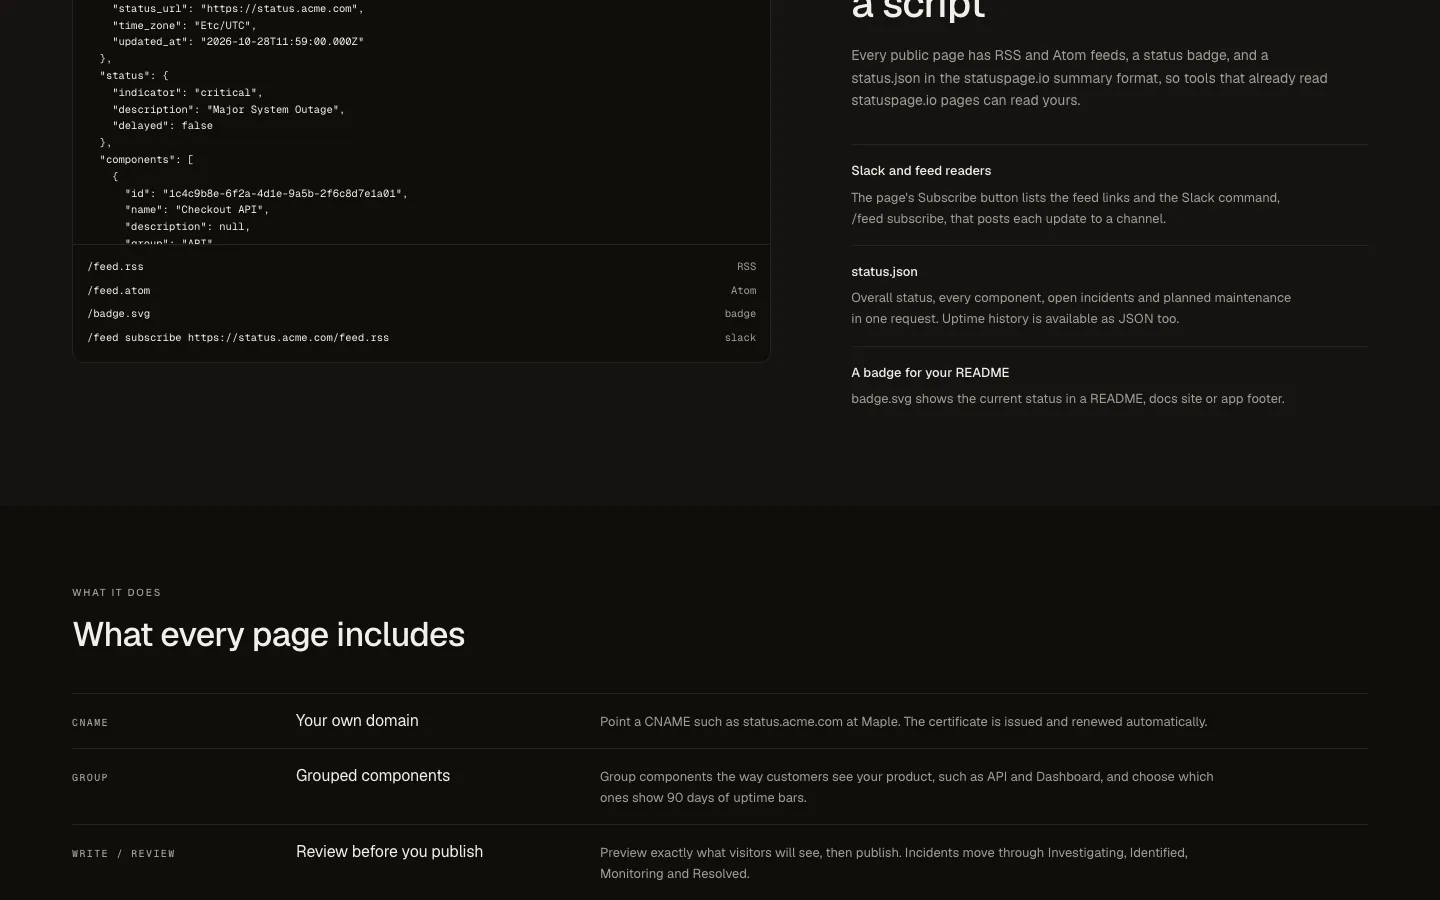 "status_url": "https://status.acme.com",
"time_zone": "Etc/UTC",
"updated_at": "2026-10-28T11:59:00.000Z"
},
"status": {
"indicator": "critical",
"description": "Major System Outage",
"delayed": false
},
"components": [
{
"id": "1c4c9b8e-6f2a-4d1e-9a5b-2f6c8d7e1a01",
"name": "Checkout API",
"description": null,
"group": "API"
/feed.rss RSS
/feed.atom Atom
/badge.svg badge
/feed subscribe https://status.acme.com/feed.rss slack
a script
Every public page has RSS and Atom feeds, a status badge, and a
status.json in the statuspage.io summary format, so tools that already read
statuspage.io pages can read yours.
Slack and feed readers
The page's Subscribe button lists the feed links and the Slack command,
/feed subscribe, that posts each update to a channel.
status.json
Overall status, every component, open incidents and planned maintenance
in one request. Uptime history is available as JSON too.
A badge for your README
badge.svg shows the current status in a README, docs site or app footer.
WHAT IT DOES
What every page includes
CNAME
Your own domain
Point a CNAME such as status.acme.com at Maple. The certificate is issued and renewed automatically.
GROUP
Grouped components
Group components the way customers see your product, such as API and Dashboard, and choose which
ones show 90 days of uptime bars.
WRITE / REVIEW
Review before you publish
Preview exactly what visitors will see, then publish. Incidents move through Investigating, Identified,
Monitoring and Resolved.